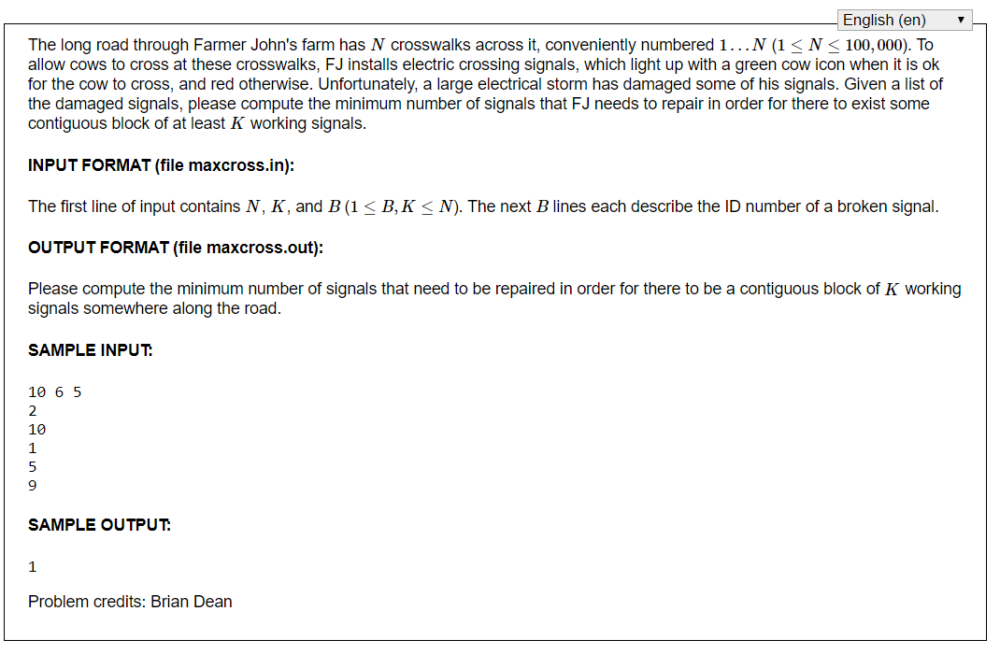 English (en)
The long road through Farmer John's farm has N crosswalks across it, conveniently numbered 1…N (1 ≤ N ≤ 100,000). To
allow cows to cross at these crosswalks, FJ installs electric crossing signals, which light up with a green cow icon when it is ok
for the cow to cross, and red otherwise. Unfortunately, a large electrical storm has damaged some of his signals. Given a list of
the damaged signals, please compute the minimum number of signals that FJ needs to repair in order for there to exist some
contiguous block of at least K working signals.
INPUT FORMAT (file maxcross.in):
The first line of input contains N, K, and B (1 ≤ B, K ≤ N). The next B lines each describe the ID number of a broken signal.
OUTPUT FORMAT (file maxcross.out):
Please compute the minimum number of signals that need to be repaired in order for there to be a contiguous block of K working
signals somewhere along the road.
SAMPLE INPUT:
10 6 5
2
10
1
5
9
SAMPLE OUTPUT:
1
Problem credits: Brian Dean